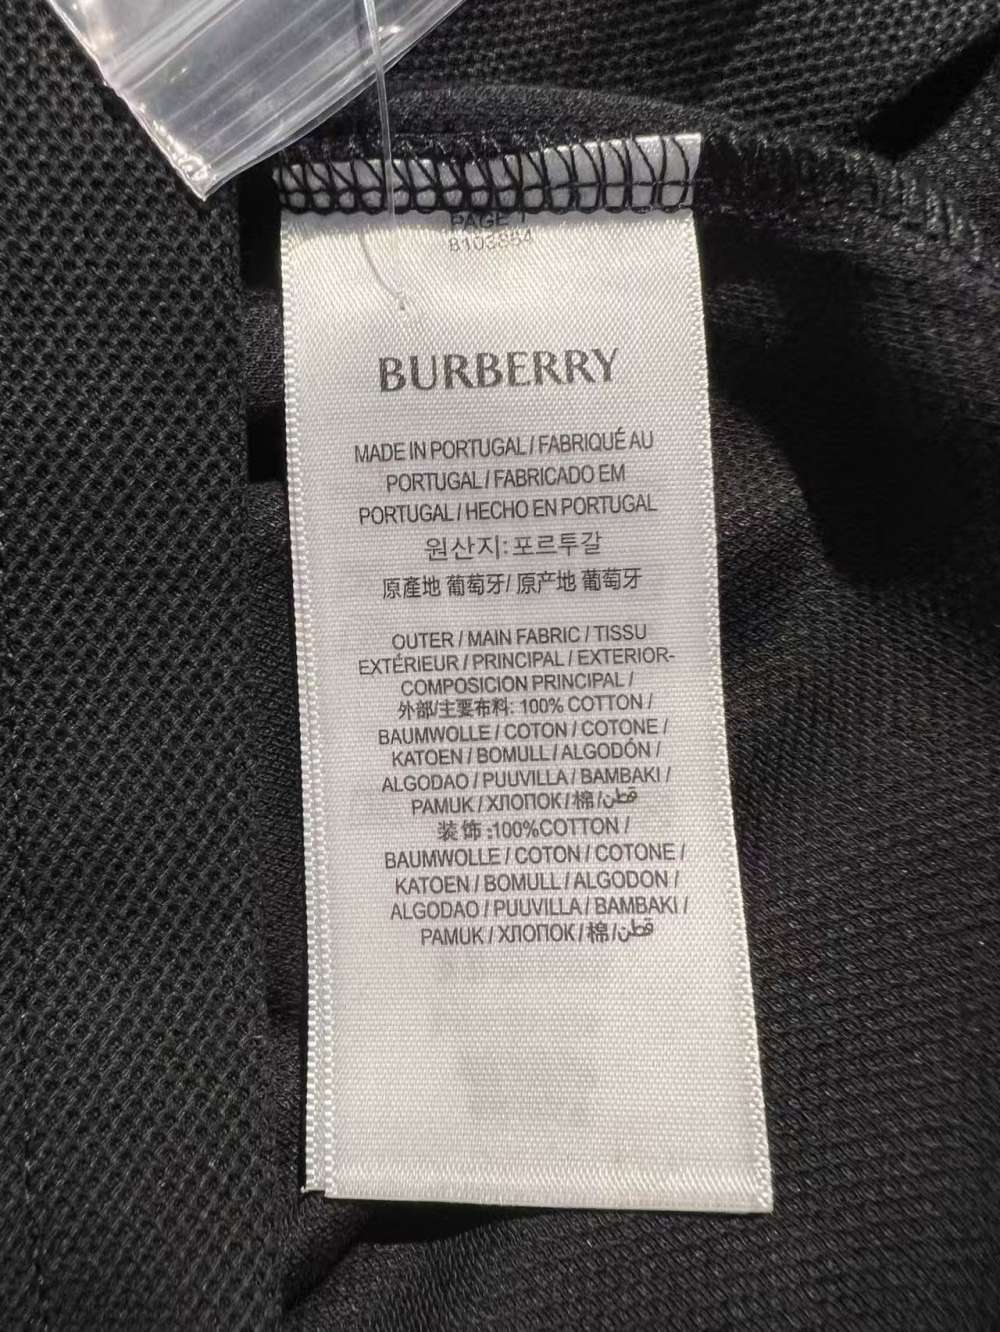 PAGE 1
8103884
BURBERRY
MADE IN PORTUGAL / FABRIQUÉ AU
PORTUGAL / FABRICADO EM
PORTUGAL / HECHO EN PORTUGAL
원산지: 포르투갈
原產地 葡萄牙/ 原产地 葡萄牙
OUTER / MAIN FABRIC / TISSU
EXTÉRIEUR / PRINCIPAL / EXTERIOR-
COMPOSICION PRINCIPAL /
外部/主要布料: 100% COTTON /
BAUMWOLLE / COTON / COTONE /
KATOEN / BOMULL / ALGODÓN /
ALGODAO / PUUVILLA / BAMBAKI /
PAMUK / ХЛОПОК / 棉 / قطن
装饰 :100%COTTON /
BAUMWOLLE / COTON / COTONE /
KATOEN / BOMULL / ALGODON /
ALGODAO / PUUVILLA / BAMBAKI /
PAMUK / ХЛОПОК / 棉 / قطن